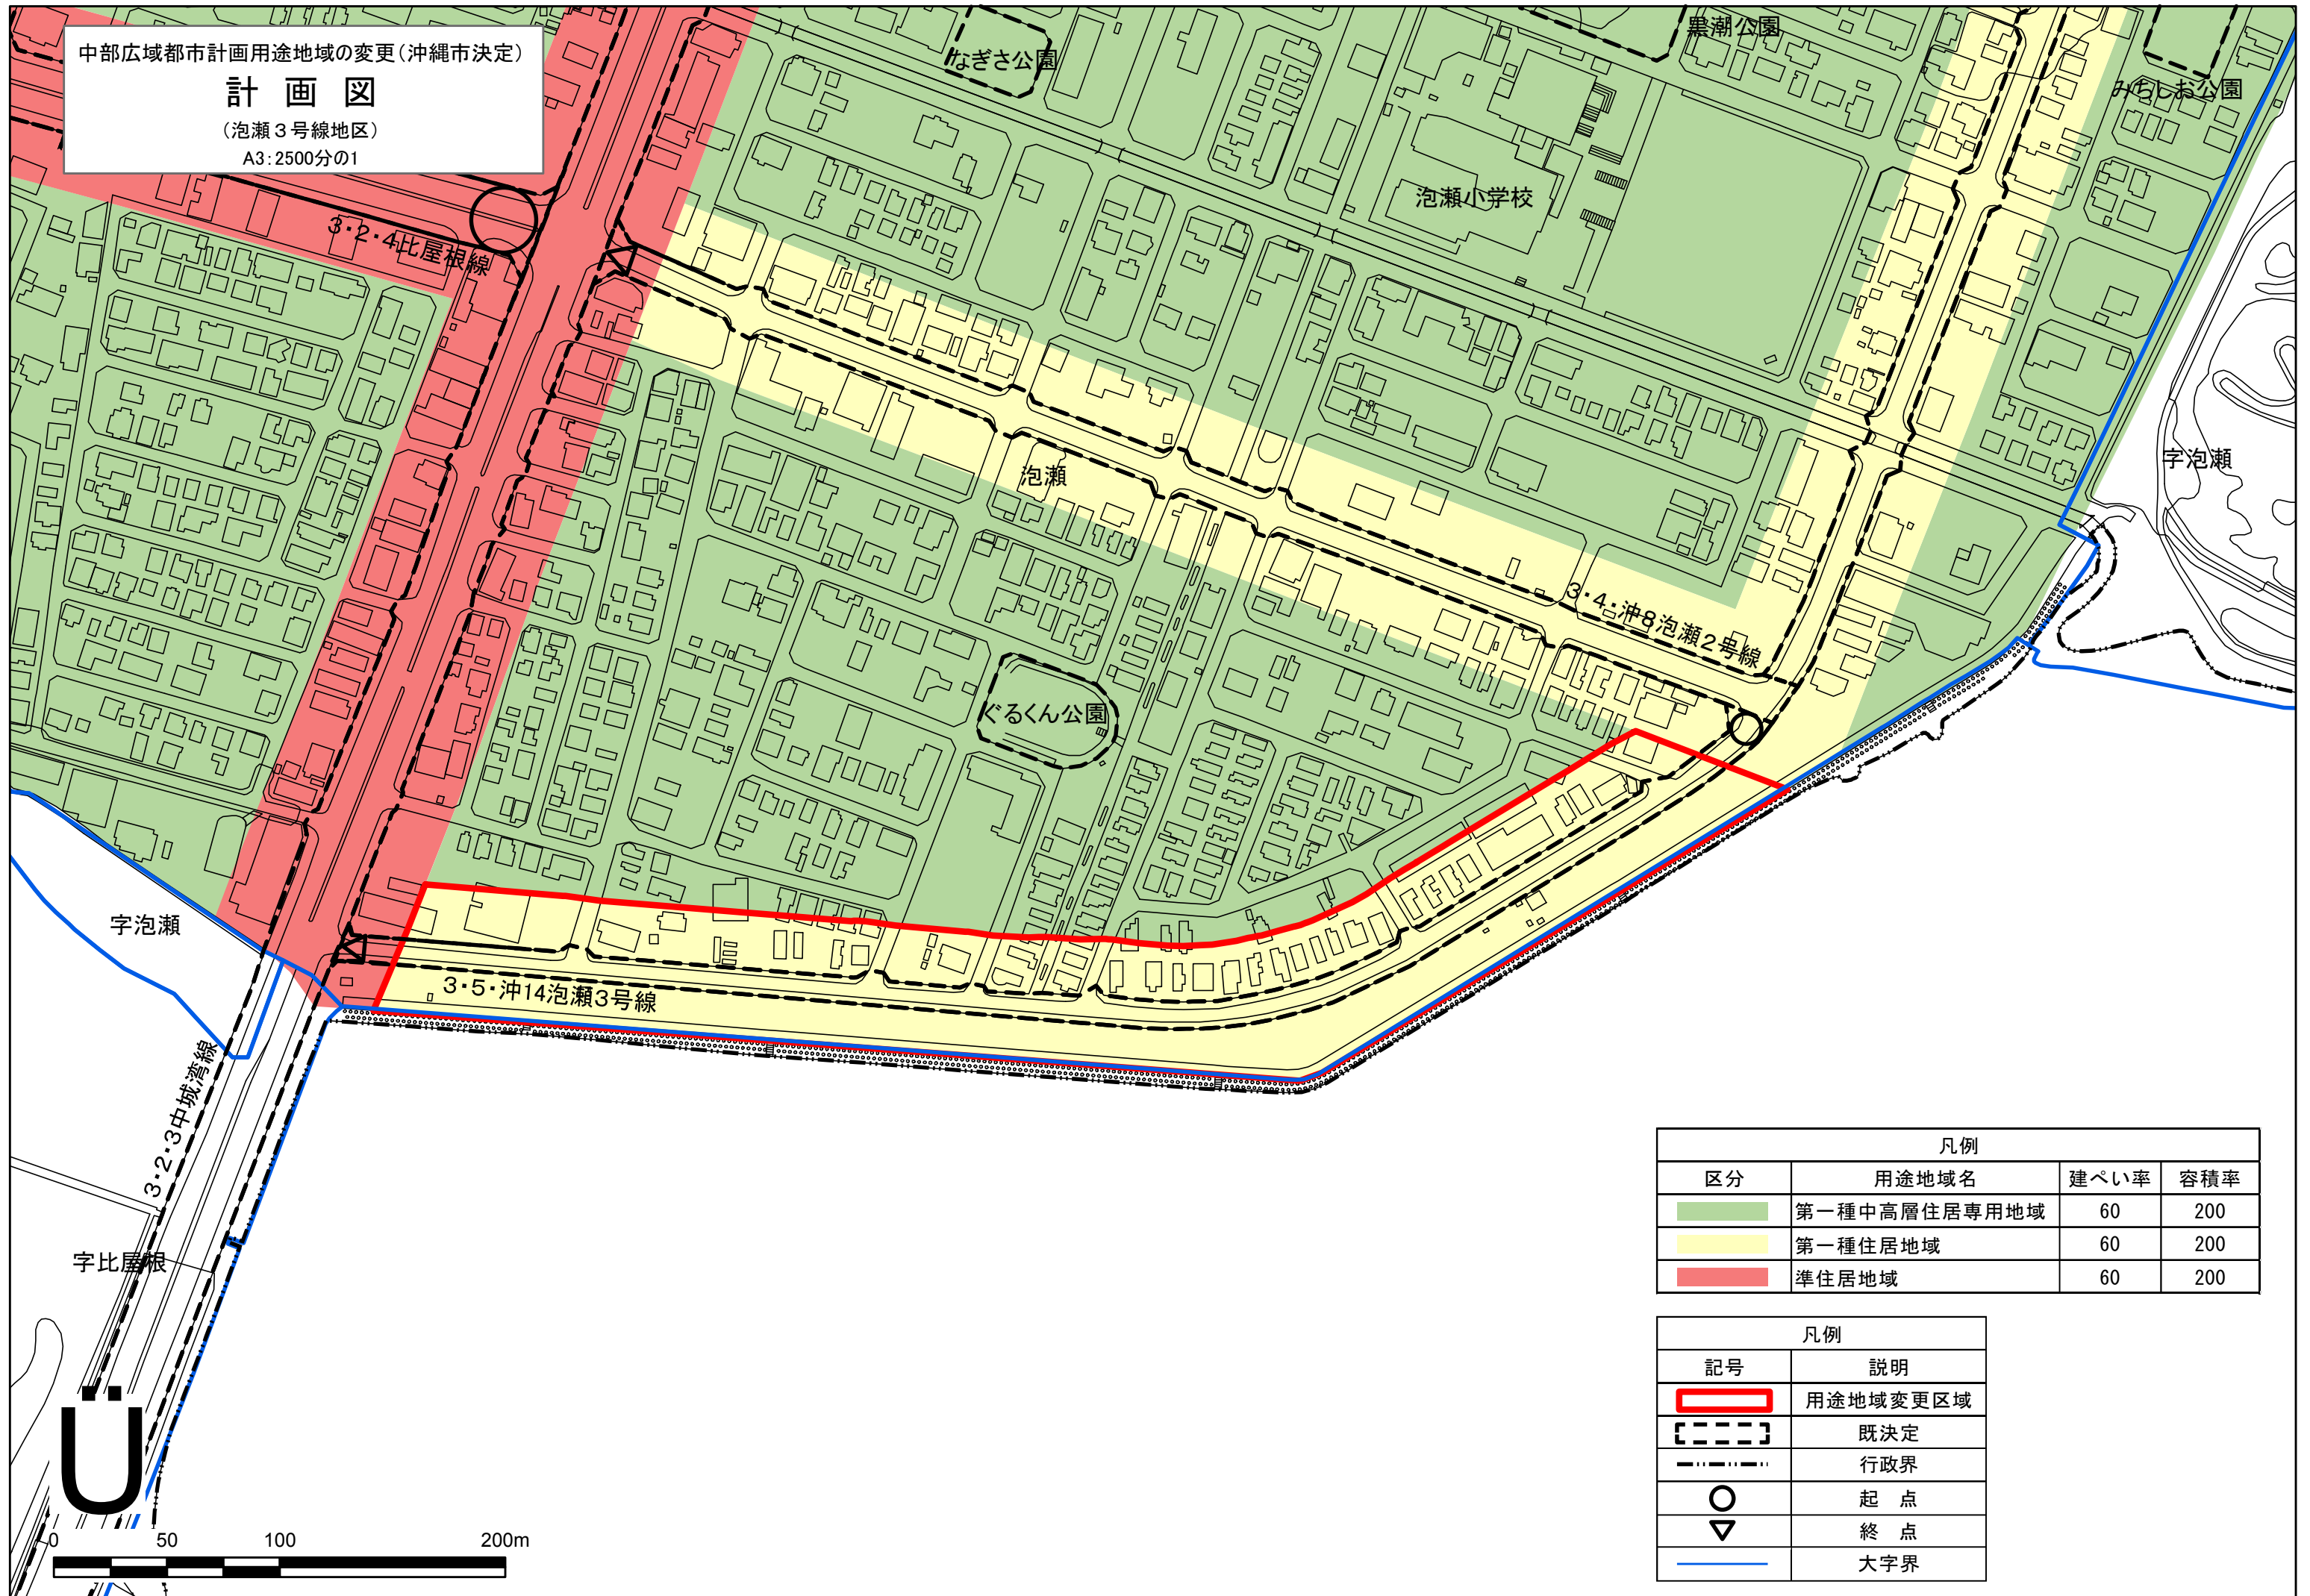 中部広域都市計画用途地域の変更(沖縄市決定)
計 画 図
(泡瀬3号線地区)
A3:2500分の1
なぎさ公園
黒潮公園
みちしお公園
泡瀬小学校
3・2・4比屋根線
字泡瀬
泡瀬
3・4・沖8泡瀬2号線
ぐるくん公園
字泡瀬
3・5・沖14泡瀬3号線
3・2・3中城湾線
字比屋根
凡例
区分 用途地域名 建ぺい率 容積率
第一種中高層住居専用地域 60 200
第一種住居地域 60 200
準住居地域 60 200
凡例
記号 説明
用途地域変更区域
既決定
行政界
起 点
終 点
大字界
Ü
0 50 100 200m